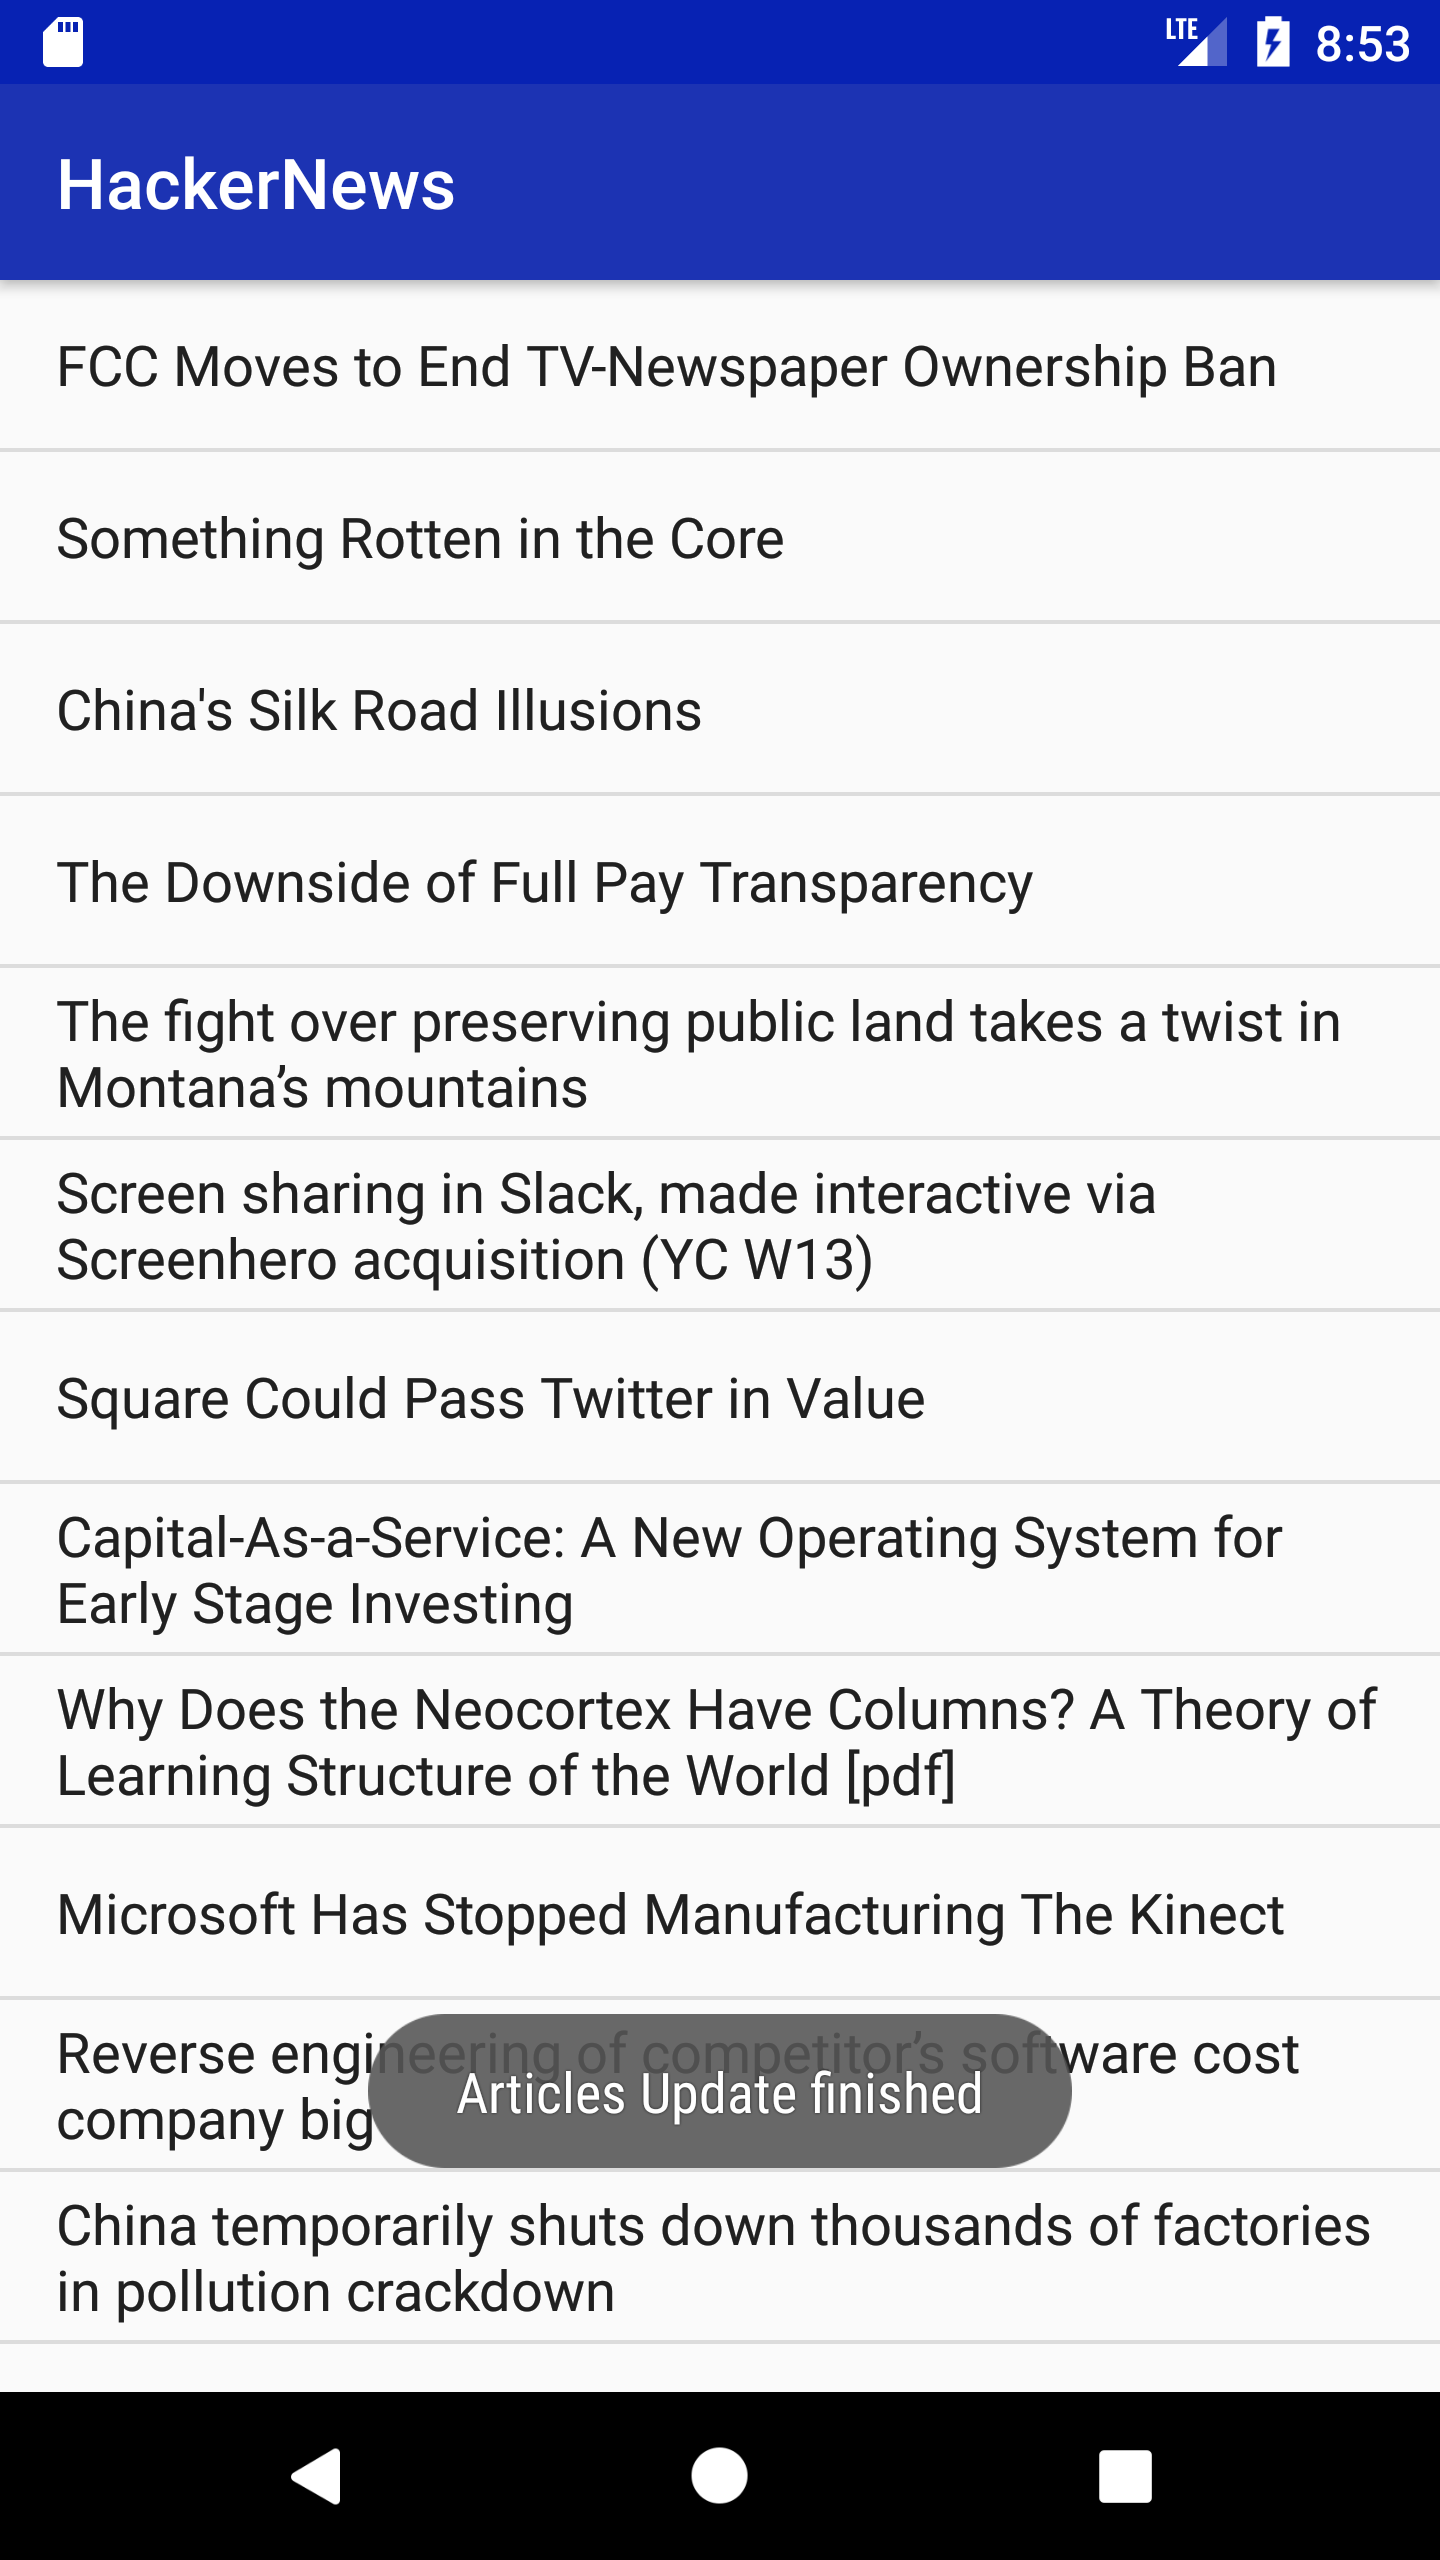 LTE 8:53
HackerNews
FCC Moves to End TV-Newspaper Ownership Ban
Something Rotten in the Core
China's Silk Road Illusions
The Downside of Full Pay Transparency
The fight over preserving public land takes a twist in
Montana’s mountains
Screen sharing in Slack, made interactive via
Screenhero acquisition (YC W13)
Square Could Pass Twitter in Value
Capital-As-a-Service: A New Operating System for
Early Stage Investing
Why Does the Neocortex Have Columns? A Theory of
Learning Structure of the World [pdf]
Microsoft Has Stopped Manufacturing The Kinect
Reverse engineering of competitor’s software cost
company big
Articles Update finished
China temporarily shuts down thousands of factories
in pollution crackdown